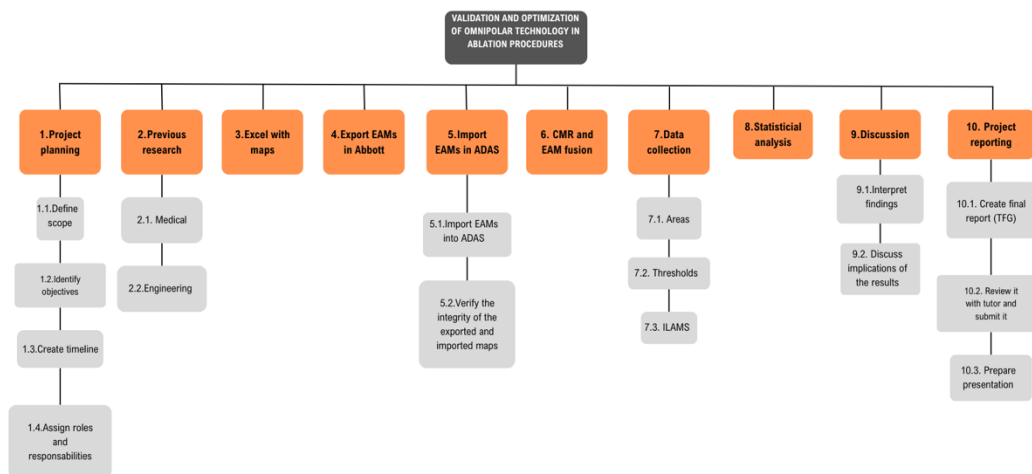 VALIDATION AND OPTIMIZATION
OF OMNIPOLAR TECHNOLOGY IN
ABLATION PROCEDURES
1.Project
planning
2.Previous
research
3.Excel with
maps
4.Export EAMs
in Abbott
5.Import
EAMs in ADAS
6. CMR and
EAM fusion
7.Data
collection
8.Statisticial
analysis
9.Discussion
10. Project
reporting
1.1.Define
scope
1.2.Identify
objectives
1.3.Create timeline
1.4.Assign roles
and
responsabilities
2.1. Medical
2.2.Engineering
5.1.Import EAMs
into ADAS
5.2.Verify the
integrity of the
exported and
imported maps
7.1. Areas
7.2. Thresholds
7.3. ILAMS
9.1.Interpret
findings
9.2. Discuss
implications of
the results
10.1. Create final
report (TFG)
10.2. Review it
with tutor and
submit it
10.3. Prepare
presentation